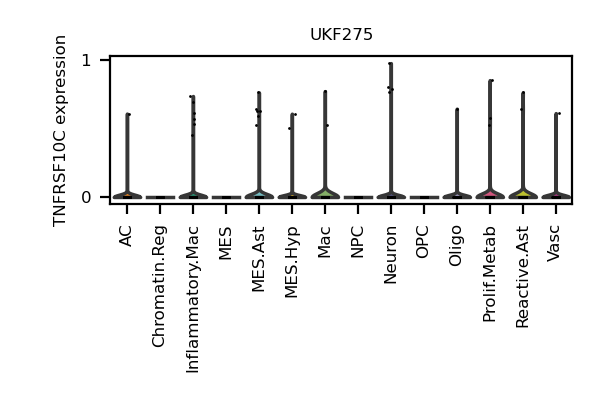 UKF275
TNFRSF10C expression
1
0
AC
Chromatin.Reg
Inflammatory.Mac
MES
MES.Ast
MES.Hyp
Mac
NPC
Neuron
OPC
Oligo
Prolif.Metab
Reactive.Ast
Vasc